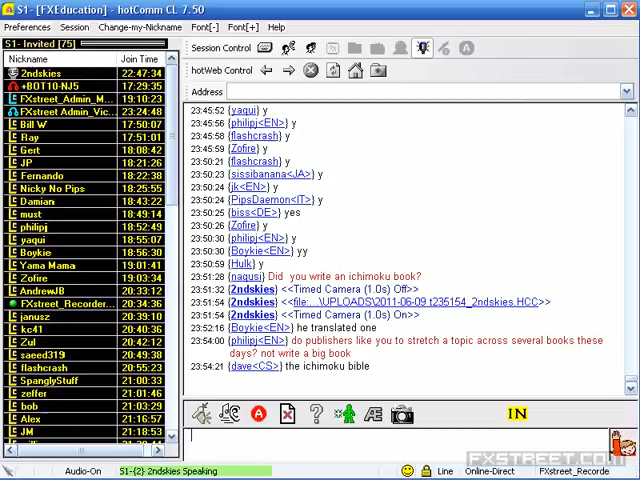 S1- [FXEducation] - hotComm CL 7.50
Preferences Session Change-my-Nickname Font[-] Font[+] Help
S1- Invited [75]
Nickname Join Time
2ndskies 22:47:34
+BOT10-NJ5 17:29:35
FXstreet_Admin_M... 19:10:23
FXstreet Admin_Vic... 23:24:48
Bill W 17:50:07
Ray 17:51:01
Gert 18:08:42
JP 18:21:26
Fernando 18:22:38
Nicky No Pips 18:25:55
Damian 18:43:22
must 18:49:14
philipj 18:52:49
yaqui 18:55:07
Boykie 18:56:30
Yama Mama 19:01:41
Zofire 19:03:34
AndrewJB 20:12:31
FXstreet_Recorder... 20:34:36
janusz 20:39:10
kc41 20:40:35
Zul 20:42:12
saeed319 20:49:38
flashcrash 20:55:23
SpanglyStuff 21:00:33
zeffer 21:01:46
bob 21:03:29
Alex 21:16:57
JM 21:18:53
Session Control
hotWeb Control
Address
23:45:52 {yaqui} y
23:45:56 {philipj<EN>} y
23:45:58 {flashcrash} y
23:45:59 {Zofire} y
23:50:21 {flashcrash} y
23:50:23 {sissibanana<JA>} y
23:50:24 {jk<EN>} y
23:50:24 {PipsDaemon<IT>} y
23:50:25 {biss<DE>} yes
23:50:26 {Zofire} y
23:50:30 {philipj<EN>} y
23:50:30 {Boykie<EN>} yy
23:50:59 {Hulk} y
23:51:28 {naqusi} Did you write an ichimoku book?
23:51:32 {2ndskies} <<Timed Camera (1.0s) Off>>
23:51:54 {2ndskies} <<file:...\UPLOADS\2011-06-09 t235154_2ndskies.HCC>>
23:51:54 {2ndskies} <<Timed Camera (1.0s) On>>
23:52:16 {Boykie<EN>} he translated one
23:54:00 {philipj<EN>} do publishers like you to stretch a topic across several books these
days? not write a big book
23:54:21 {dave<CS>} the ichimoku bible
IN
FXSTREET.COM
Audio-On S1-{2} 2ndskies Speaking Line Online-Direct FXstreet_Recorde